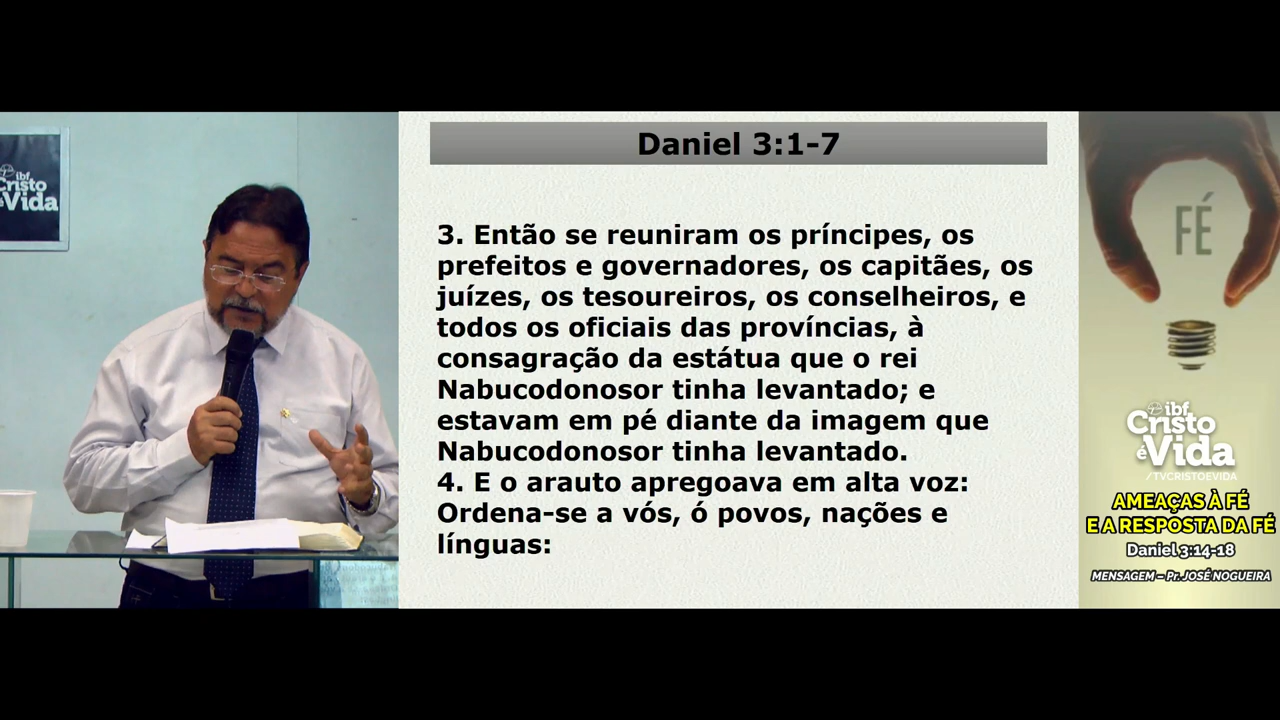 ibf
Cristo
é Vida
Daniel 3:1-7
3. Então se reuniram os príncipes, os
prefeitos e governadores, os capitães, os
juízes, os tesoureiros, os conselheiros, e
todos os oficiais das províncias, à
consagração da estátua que o rei
Nabucodonosor tinha levantado; e
estavam em pé diante da imagem que
Nabucodonosor tinha levantado.
4. E o arauto apregoava em alta voz:
Ordena-se a vós, ó povos, nações e
línguas:
FÉ
ibf
Cristo
é Vida
/TVCRISTOEVIDA
AMEAÇAS À FÉ
E A RESPOSTA DA FÉ
Daniel 3:14-18
MENSAGEM – Pr. JOSÉ NOGUEIRA